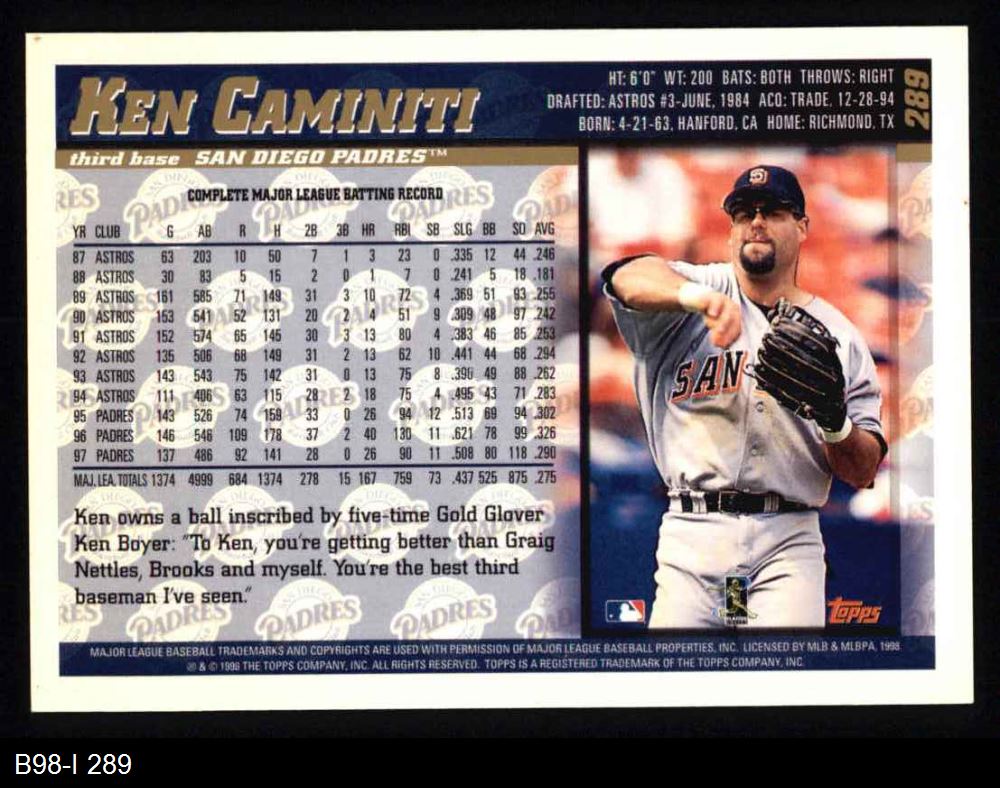 KEN CAMINITI
third base SAN DIEGO PADRES™
HT: 6'0" WT: 200 BATS: BOTH THROWS: RIGHT
DRAFTED: ASTROS #3-JUNE, 1984 ACQ: TRADE, 12-28-94
BORN: 4-21-63, HANFORD, CA HOME: RICHMOND, TX
289
COMPLETE MAJOR LEAGUE BATTING RECORD
YR CLUB G AB R H 2B 3B HR RBI SB SLG BB SO AVG
87 ASTROS 63 203 10 50 7 1 3 23 0 .335 12 44 .246
88 ASTROS 30 83 5 15 2 0 1 7 0 .241 5 18 .181
89 ASTROS 161 585 71 149 31 3 10 72 4 .369 51 93 .255
90 ASTROS 153 541 52 131 20 2 4 51 9 .309 48 97 .242
91 ASTROS 152 574 65 145 30 3 13 80 4 .383 46 85 .253
92 ASTROS 135 506 68 149 31 2 13 62 10 .441 44 68 .294
93 ASTROS 143 543 75 142 31 0 13 75 8 .390 49 88 .262
94 ASTROS 111 406 63 115 28 2 18 75 4 .495 43 71 .283
95 PADRES 143 526 74 159 33 0 26 94 12 .513 69 94 .302
96 PADRES 146 546 109 178 37 2 40 130 11 .621 78 99 .326
97 PADRES 137 486 92 141 28 0 26 90 11 .508 80 118 .290
MAJ. LEA. TOTALS 1374 4999 684 1374 278 15 167 759 73 .437 525 875 .275
Ken owns a ball inscribed by five-time Gold Glover
Ken Boyer: "To Ken, you're getting better than Graig
Nettles, Brooks and myself. You're the best third
baseman I've seen."
SAN
topps
MAJOR LEAGUE BASEBALL TRADEMARKS AND COPYRIGHTS ARE USED WITH PERMISSION OF MAJOR LEAGUE BASEBALL PROPERTIES, INC. LICENSED BY MLB & MLBPA, 1998
® & © 1998 THE TOPPS COMPANY, INC. ALL RIGHTS RESERVED. TOPPS IS A REGISTERED TRADEMARK OF THE TOPPS COMPANY, INC.
B98-I 289